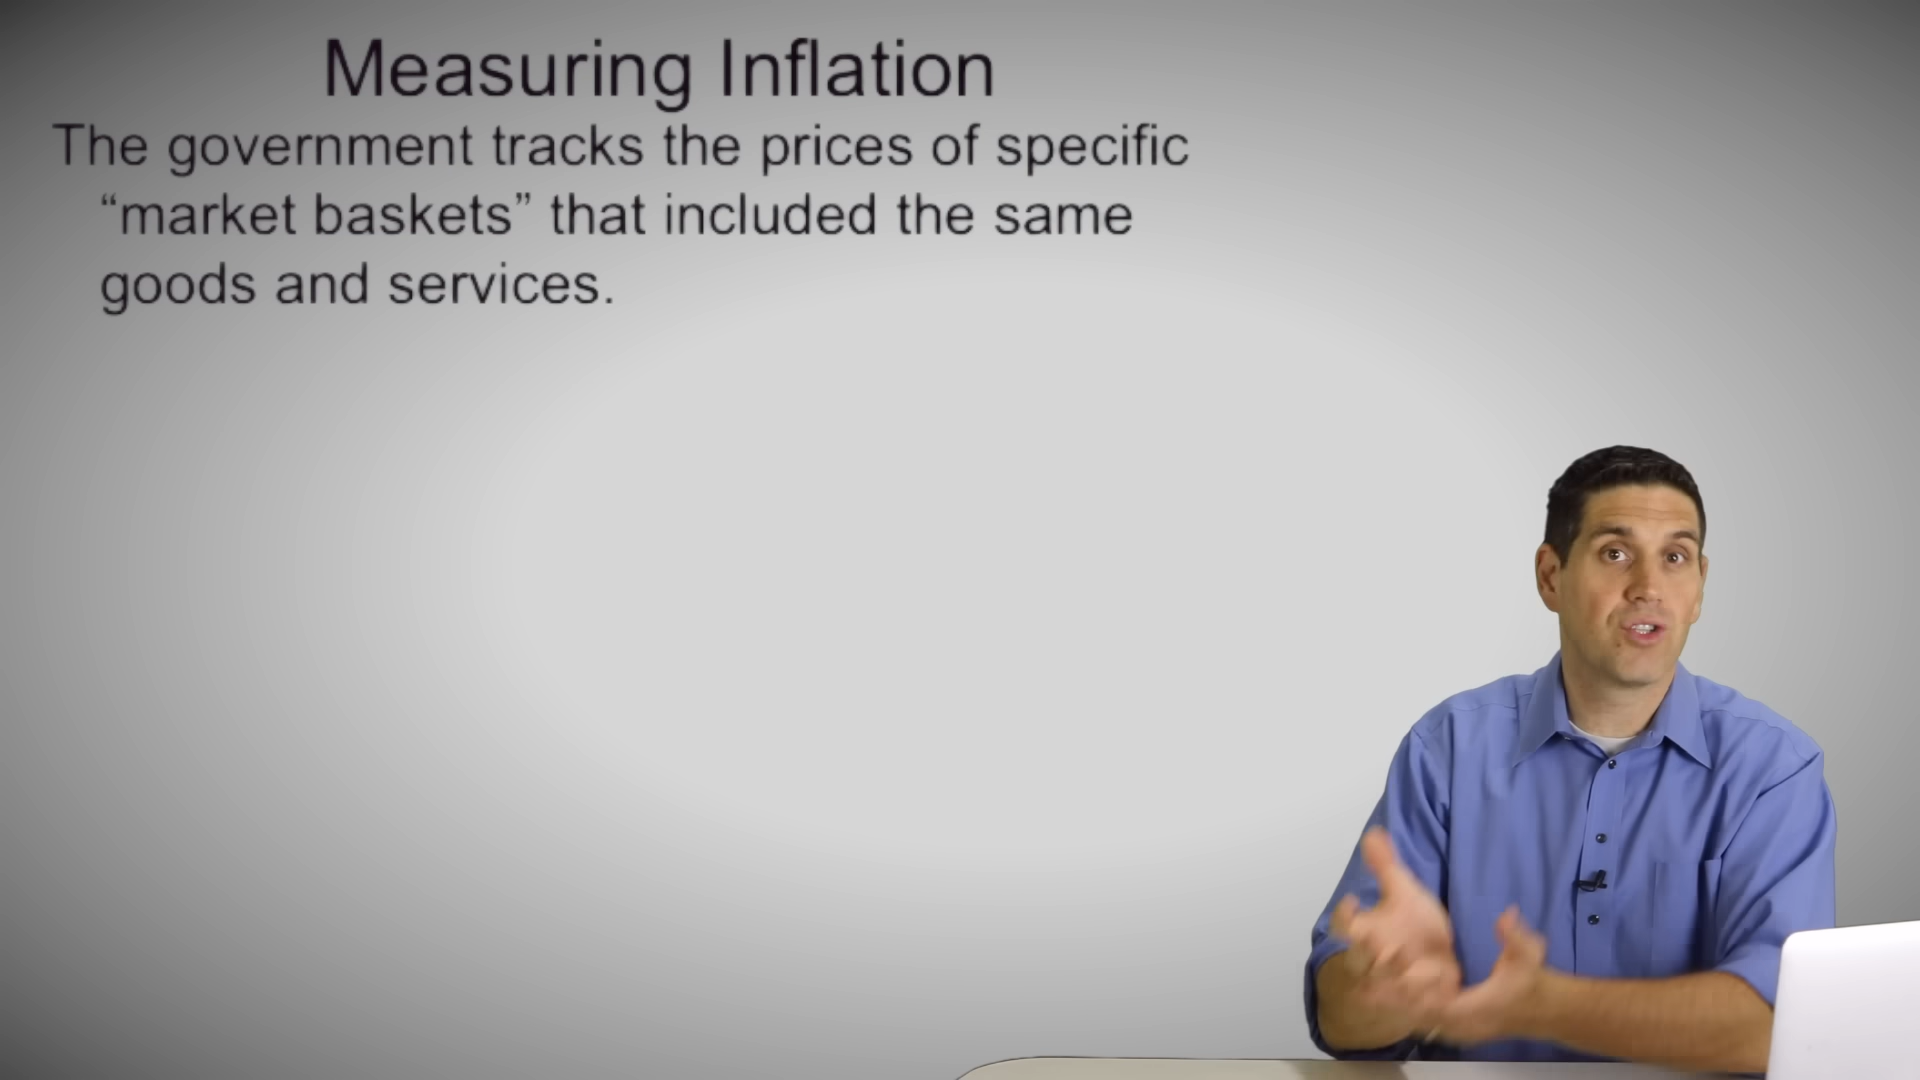 Measuring Inflation
The government tracks the prices of specific
“market baskets” that included the same
goods and services.